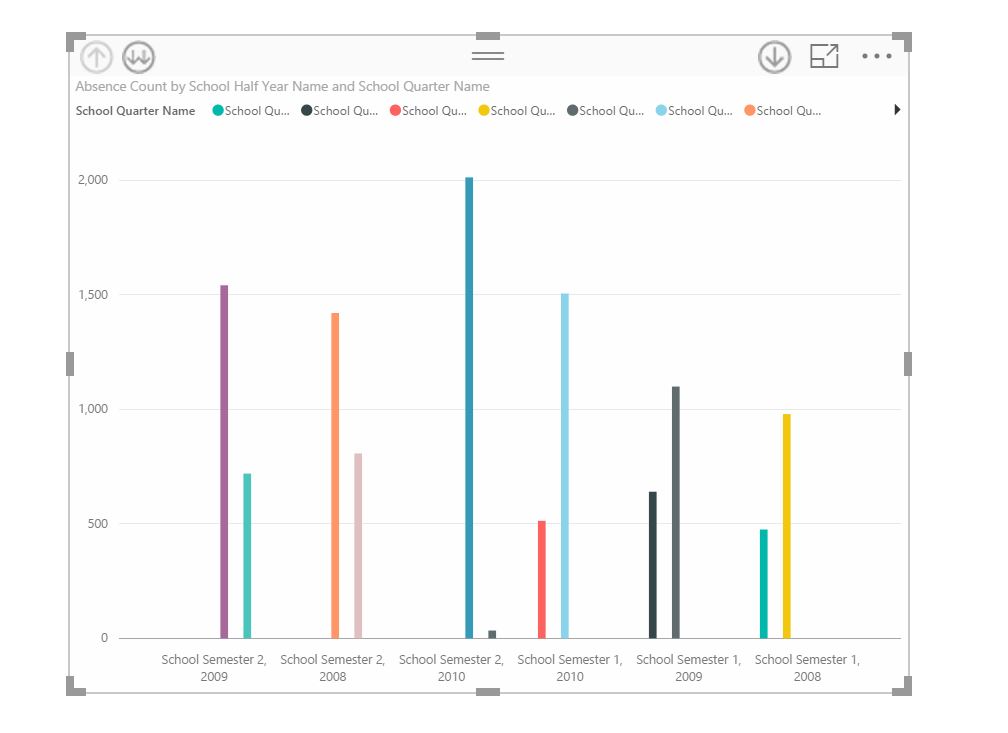 Absence Count by School Half Year Name and School Quarter Name
School Quarter Name School Qu... School Qu... School Qu... School Qu... School Qu... School Qu... School Qu...
2,000
1,500
1,000
500
0
School Semester 2, School Semester 2, School Semester 2, School Semester 1, School Semester 1, School Semester 1,
2009 2008 2010 2010 2009 2008